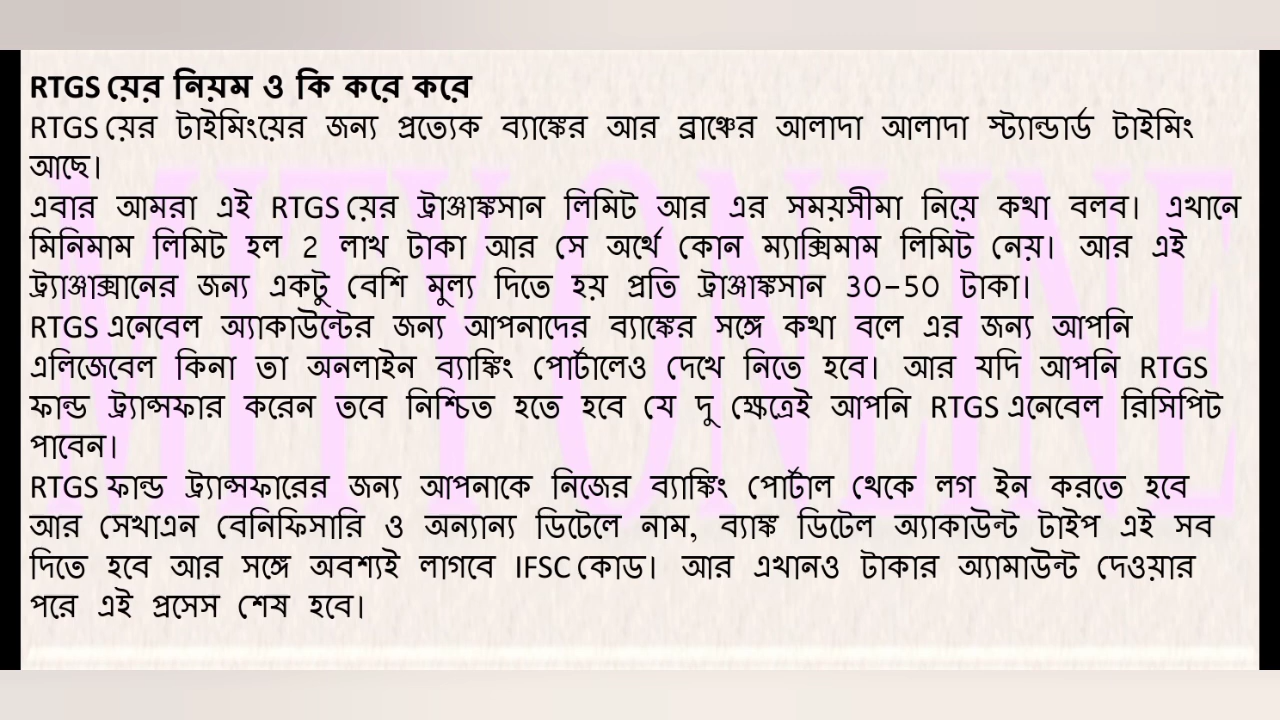 RTGS য়ের নিয়ম ও কি করে করে
RTGS য়ের টাইমিংয়ের জন্য প্রত্যেক ব্যাঙ্কের আর ব্রাঞ্চের আলাদা আলাদা স্ট্যান্ডার্ড টাইমিং
আছে।
এবার আমরা এই RTGS য়ের ট্রাঞ্জাঙ্কসান লিমিট আর এর সময়সীমা নিয়ে কথা বলব। এখানে
মিনিমাম লিমিট হল 2 লাখ টাকা আর সে অর্থে কোন ম্যাক্সিমাম লিমিট নেয়। আর এই
ট্র্যাঞ্জাক্সানের জন্য একটু বেশি মুল্য দিতে হয় প্রতি ট্রাঞ্জাঙ্কসান 30–50 টাকা।
RTGS এনেবেল অ্যাকাউন্টের জন্য আপনাদের ব্যাঙ্কের সঙ্গে কথা বলে এর জন্য আপনি
এলিজেবেল কিনা তা অনলাইন ব্যাঙ্কিং পোর্টালেও দেখে নিতে হবে। আর যদি আপনি RTGS
ফান্ড ট্র্যান্সফার করেন তবে নিশ্চিত হতে হবে যে দু ক্ষেত্রেই আপনি RTGS এনেবেল রিসিপিট
পাবেন।
RTGS ফান্ড ট্র্যান্সফারের জন্য আপনাকে নিজের ব্যাঙ্কিং পোর্টাল থেকে লগ ইন করতে হবে
আর সেখাএন বেনিফিসারি ও অন্যান্য ডিটেলে নাম, ব্যাঙ্ক ডিটেল অ্যাকাউন্ট টাইপ এই সব
দিতে হবে আর সঙ্গে অবশ্যই লাগবে IFSC কোড। আর এখানও টাকার অ্যামাউন্ট দেওয়ার
পরে এই প্রসেস শেষ হবে।